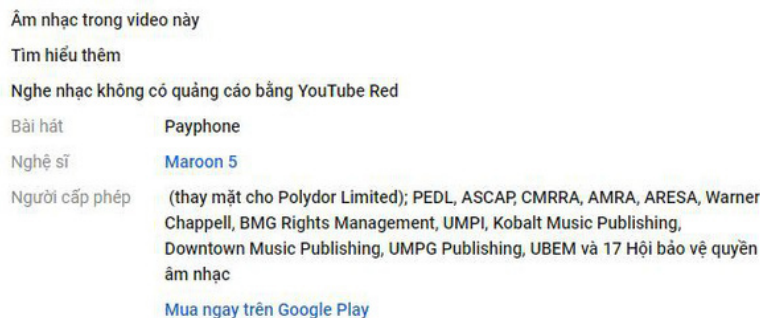 Âm nhạc trong video này
Tìm hiểu thêm
Nghe nhạc không có quảng cáo bằng YouTube Red
Bài hát Payphone
Nghệ sĩ Maroon 5
Người cấp phép (thay mặt cho Polydor Limited); PEDL, ASCAP, CMRRA, AMRA, ARESA, Warner
Chappell, BMG Rights Management, UMPI, Kobalt Music Publishing,
Downtown Music Publishing, UMPG Publishing, UBEM và 17 Hội bảo vệ quyền
âm nhạc
Mua ngay trên Google Play